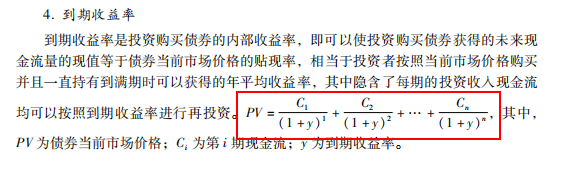 4. 到期收益率
到期收益率是投资购买债券的内部收益率，即可以使投资购买债券获得的未来现
金流量的现值等于债券当前市场价格的贴现率，相当于投资者按照当前市场价格购买
并且一直持有到满期时可以获得的年平均收益率，其中隐含了每期的投资收入现金流
均可以按照到期收益率进行再投资。PV = C₁/(1+y)¹ + C₂/(1+y)² + ⋯ + Cₙ/(1+y)ⁿ，其中，
PV 为债券当前市场价格；Cᵢ 为第 i 期现金流；y 为到期收益率。